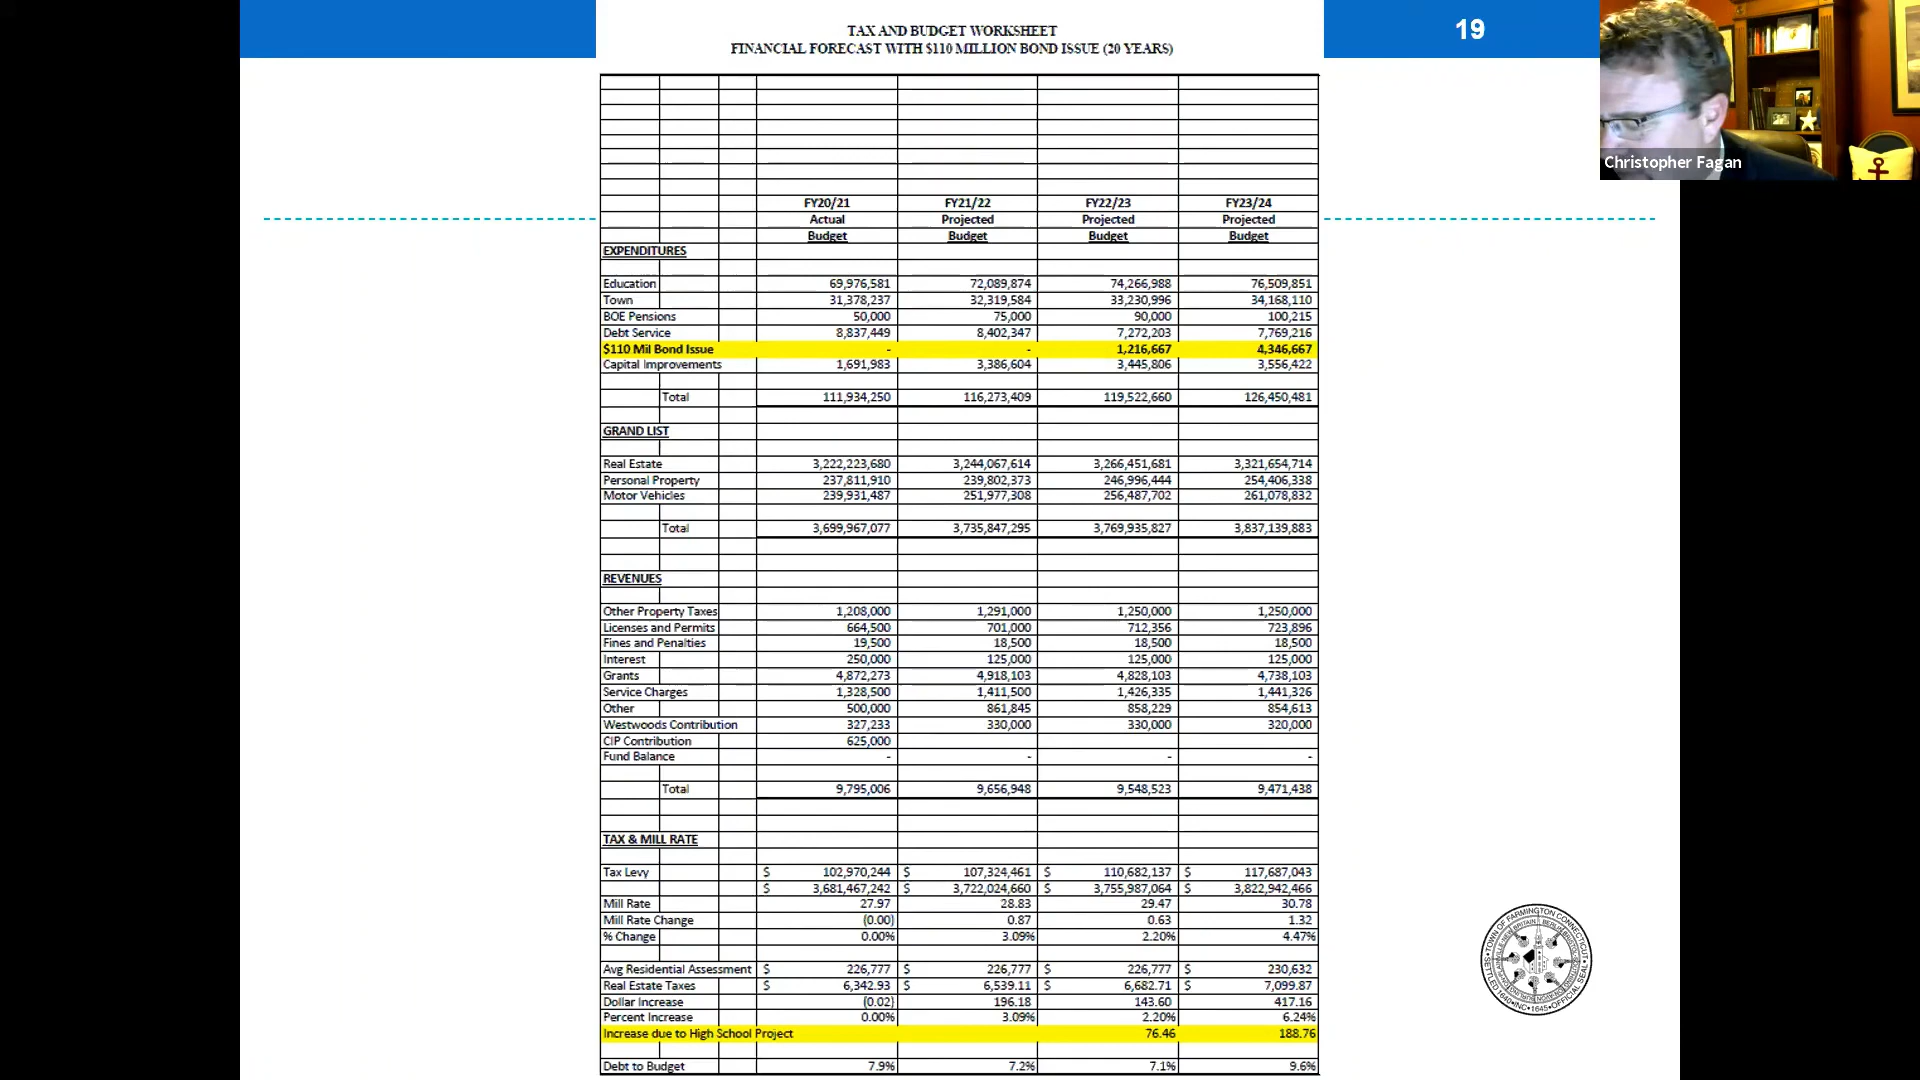 TAX AND BUDGET WORKSHEET
FINANCIAL FORECAST WITH $110 MILLION BOND ISSUE (20 YEARS)
19
Christopher Fagan
FY20/21 FY21/22 FY22/23 FY23/24
Actual Projected Projected Projected
Budget Budget Budget Budget
EXPENDITURES
Education 69,976,581 72,089,874 74,266,988 76,509,851
Town 31,378,237 32,319,584 33,230,996 34,168,110
BOE Pensions 50,000 75,000 90,000 100,215
Debt Service 8,837,449 8,402,347 7,272,203 7,769,216
$110 Mil Bond Issue - - 1,216,667 4,346,667
Capital Improvements 1,691,983 3,386,604 3,445,806 3,556,422
Total 111,934,250 116,273,409 119,522,660 126,450,481
GRAND LIST
Real Estate 3,222,223,680 3,244,067,614 3,266,451,681 3,321,654,714
Personal Property 237,811,910 239,802,373 246,996,444 254,406,338
Motor Vehicles 239,931,487 251,977,308 256,487,702 261,078,832
Total 3,699,967,077 3,735,847,295 3,769,935,827 3,837,139,883
REVENUES
Other Property Taxes 1,208,000 1,291,000 1,250,000 1,250,000
Licenses and Permits 664,500 701,000 712,356 723,896
Fines and Penalties 19,500 18,500 18,500 18,500
Interest 250,000 125,000 125,000 125,000
Grants 4,872,273 4,918,103 4,828,103 4,738,103
Service Charges 1,328,500 1,411,500 1,426,335 1,441,326
Other 500,000 861,845 858,229 854,613
Westwoods Contribution 327,233 330,000 330,000 320,000
CIP Contribution 625,000
Fund Balance - - - -
Total 9,795,006 9,656,948 9,548,523 9,471,438
TAX & MILL RATE
Tax Levy $ 102,970,244 $ 107,324,461 $ 110,682,137 $ 117,687,043
$ 3,681,467,242 $ 3,722,024,660 $ 3,755,987,064 $ 3,822,942,466
Mill Rate 27.97 28.83 29.47 30.78
Mill Rate Change (0.00) 0.87 0.63 1.32
% Change 0.00% 3.09% 2.20% 4.47%
Avg Residential Assessment $ 226,777 $ 226,777 $ 226,777 $ 230,632
Real Estate Taxes $ 6,342.93 $ 6,539.11 $ 6,682.71 $ 7,099.87
Dollar Increase (0.02) 196.18 143.60 417.16
Percent Increase 0.00% 3.09% 2.20% 6.24%
Increase due to High School Project 76.46 188.76
Debt to Budget 7.9% 7.2% 7.1% 9.6%
TOWN OF FARMINGTON CONNECTICUT
SETTLED 1640 • INC • 1645 • OFFICIAL SEAL